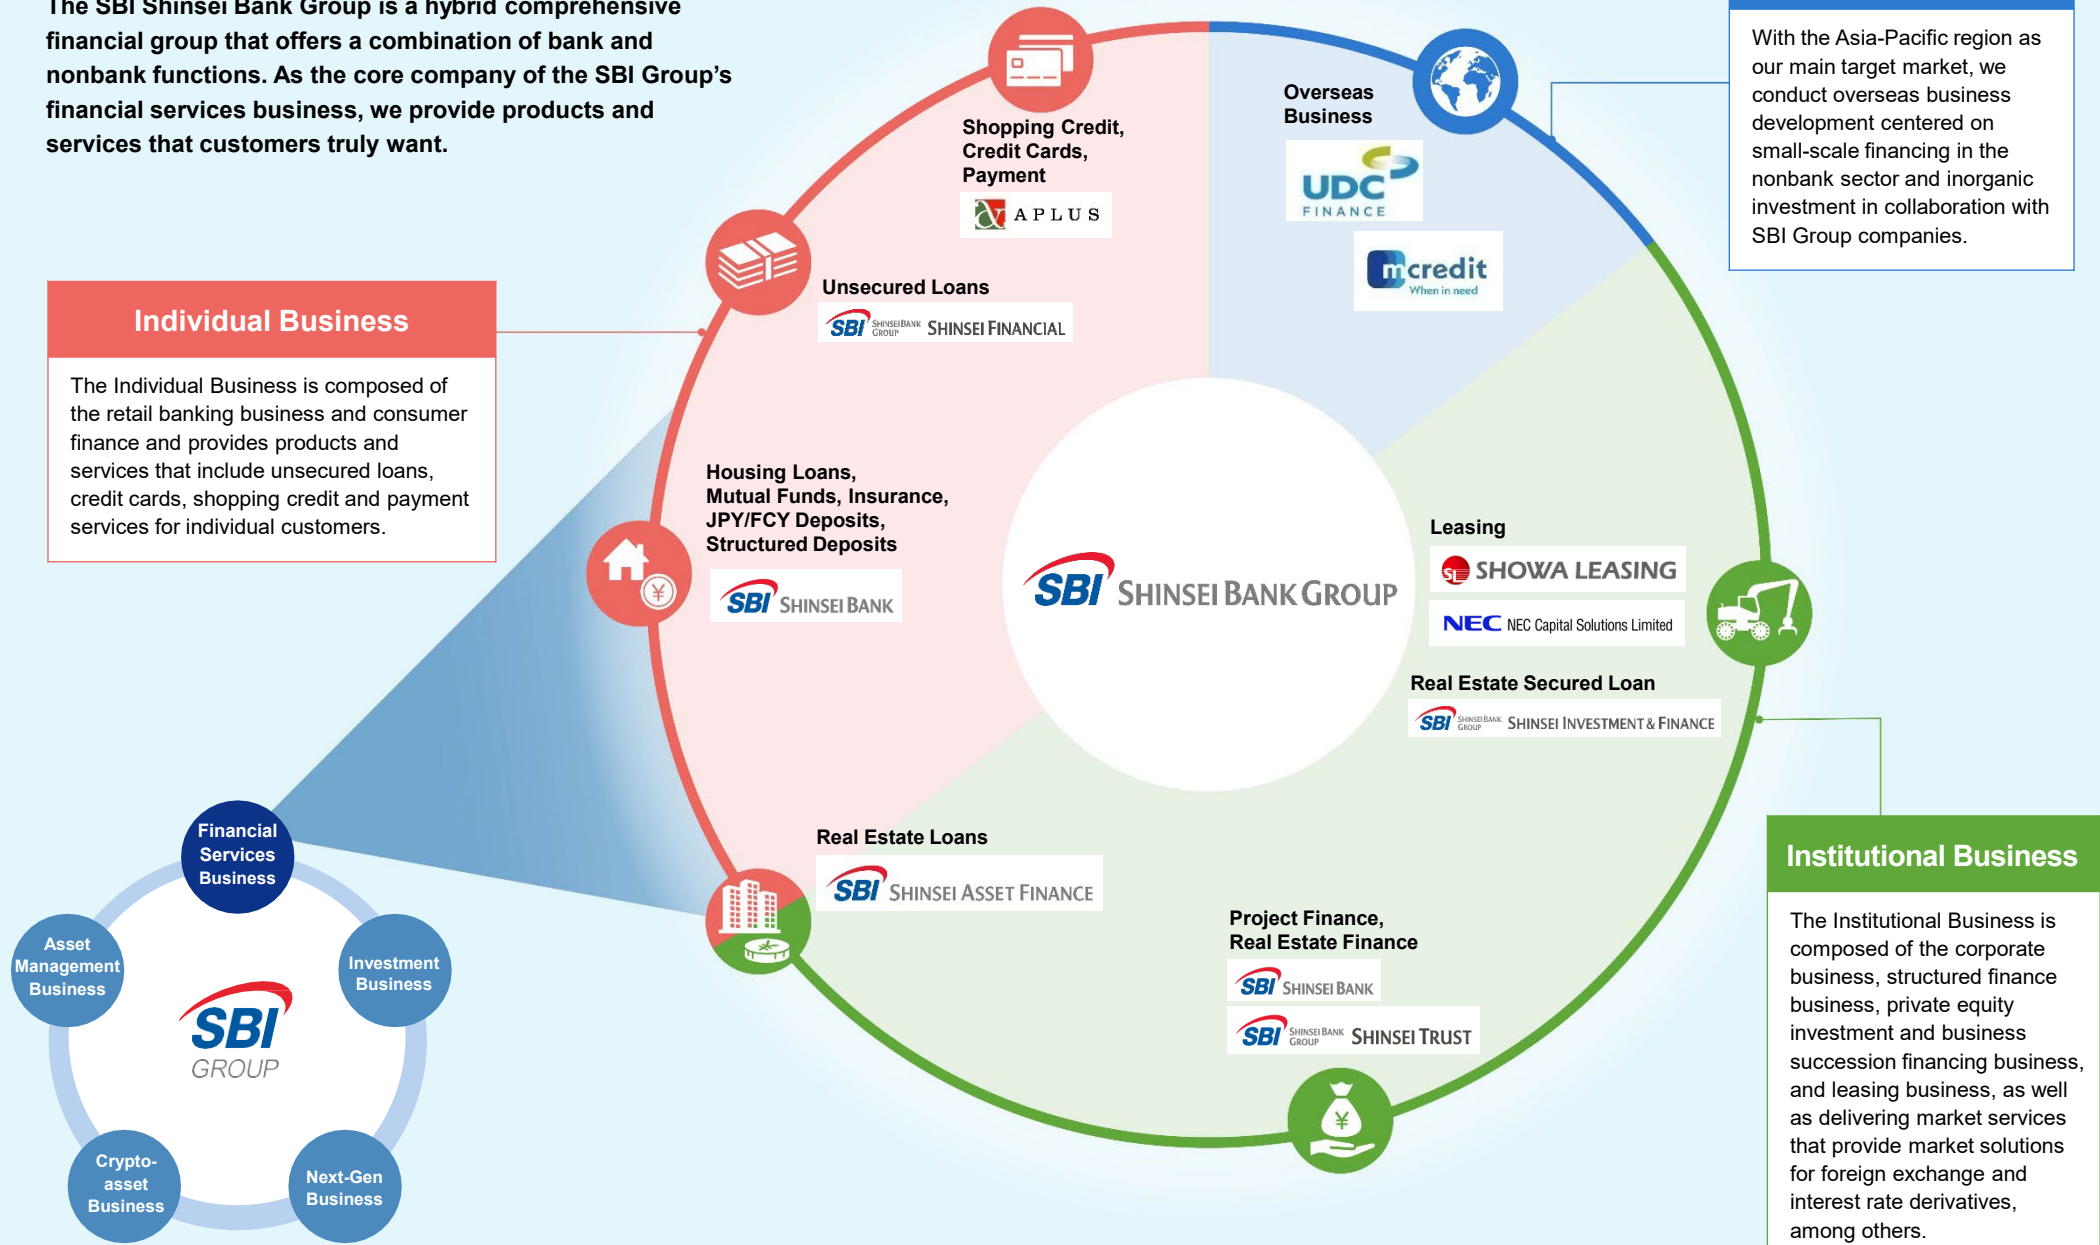 The SBI Shinsei Bank Group is a hybrid comprehensive
financial group that offers a combination of bank and
nonbank functions. As the core company of the SBI Group's
financial services business, we provide products and
services that customers truly want.
With the Asia-Pacific region as
our main target market, we
conduct overseas business
development centered on
small-scale financing in the
nonbank sector and inorganic
investment in collaboration with
SBI Group companies.
Overseas
Business
UDC
FINANCE
mcredit
When in need
Shopping Credit,
Credit Cards,
Payment
APLUS
Unsecured Loans
SBI SHINSEI BANK GROUP SHINSEI FINANCIAL
Individual Business
The Individual Business is composed of
the retail banking business and consumer
finance and provides products and
services that include unsecured loans,
credit cards, shopping credit and payment
services for individual customers.
Housing Loans,
Mutual Funds, Insurance,
JPY/FCY Deposits,
Structured Deposits
SBI SHINSEI BANK
SBI SHINSEI BANK GROUP
Leasing
SL SHOWA LEASING
NEC NEC Capital Solutions Limited
Real Estate Secured Loan
SBI SHINSEI BANK GROUP SHINSEI INVESTMENT & FINANCE
Real Estate Loans
SBI SHINSEI ASSET FINANCE
Project Finance,
Real Estate Finance
SBI SHINSEI BANK
SBI SHINSEI BANK GROUP SHINSEI TRUST
Institutional Business
The Institutional Business is
composed of the corporate
business, structured finance
business, private equity
investment and business
succession financing business,
and leasing business, as well
as delivering market services
that provide market solutions
for foreign exchange and
interest rate derivatives,
among others.
Financial
Services
Business
Asset
Management
Business
Investment
Business
SBI
GROUP
Crypto-
asset
Business
Next-Gen
Business
¥
¥